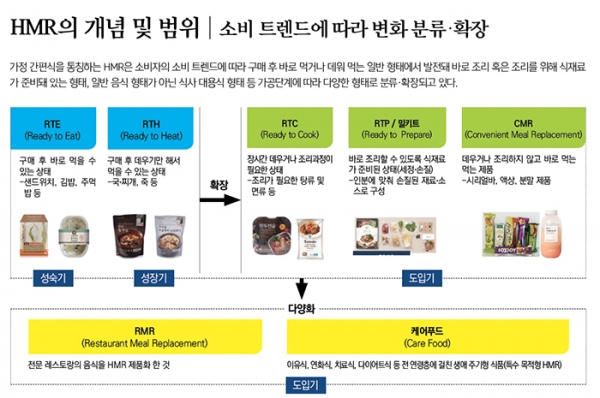 HMR의 개념 및 범위 | 소비 트렌드에 따라 변화 분류·확장
가정 간편식을 통칭하는 HMR은 소비자의 소비 트렌드에 따라 구매 후 바로 먹거나 데워 먹는 일반 형태에서 발전돼 바로 조리 혹은 조리를 위해 식재료
가 준비돼 있는 형태, 일반 음식 형태가 아닌 식사 대용식 형태 등 가공단계에 따라 다양한 형태로 분류·확장되고 있다.
RTE
(Ready to Eat)
구매 후 바로 먹을 수
있는 상태
-샌드위치, 김밥, 주먹
밥 등
성숙기
RTH
(Ready to Heat)
구매 후 데우기만 해서
먹을 수 있는 상태
-국·찌개, 죽 등
성장기
확장
RTC
(Ready to Cook)
장시간 데우거나 조리과정이
필요한 상태
-조리가 필요한 탕류 및
면류 등
RTP / 밀키트
(Ready to Prepare)
바로 조리할 수 있도록 식재료
가 준비된 상태(세정·손질)
-인분에 맞춰 손질된 재료·소
스로 구성
CMR
(Convenient Meal Replacement)
데우거나 조리하지 않고 바로 먹는
먹는 제품
-시리얼바, 액상, 분말 제품
도입기
다양화
RMR
(Restaurant Meal Replacement)
전문 레스토랑의 음식을 HMR 제품화 한 것
케어푸드
(Care Food)
이유식, 연화식, 치료식, 다이어트식 등 전 연령층에 걸친 생애 주기형 식품(특수 목적형 HMR)
도입기